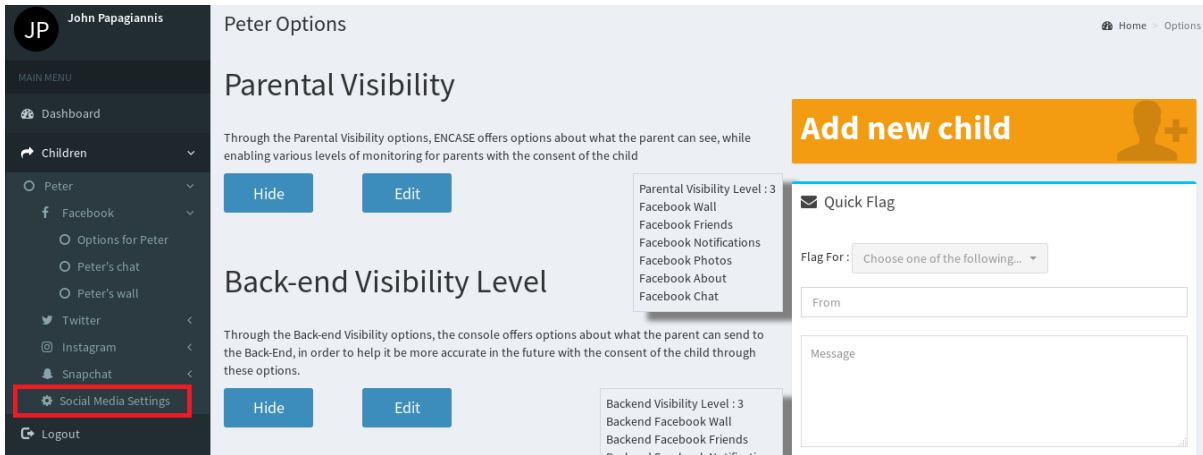 JP
John Papagiannis
MAIN MENU
Dashboard
Children
Peter
Facebook
Options for Peter
Peter's chat
Peter's wall
Twitter
Instagram
Snapchat
Social Media Settings
Logout
Peter Options
Home > Options
Parental Visibility
Through the Parental Visibility options, ENCASE offers options about what the parent can see, while
enabling various levels of monitoring for parents with the consent of the child
Hide
Edit
Parental Visibility Level : 3
Facebook Wall
Facebook Friends
Facebook Notifications
Facebook Photos
Facebook About
Facebook Chat
Back-end Visibility Level
Through the Back-end Visibility options, the console offers options about what the parent can send to
the Back-End, in order to help it be more accurate in the future with the consent of the child through
these options.
Hide
Edit
Backend Visibility Level : 3
Backend Facebook Wall
Backend Facebook Friends
Backend Facebook Notifications
Add new child
Quick Flag
Flag For :
Choose one of the following...
From
Message